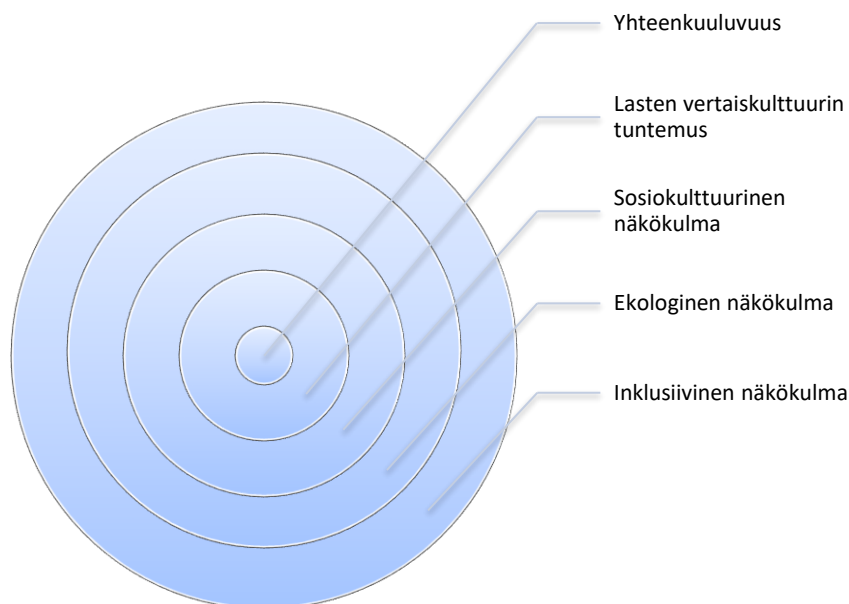 Yhteenkuuluvuus
Lasten vertaiskulttuurin
tuntemus
Sosiokulttuurinen
näkökulma
Ekologinen näkökulma
Inklusiivinen näkökulma